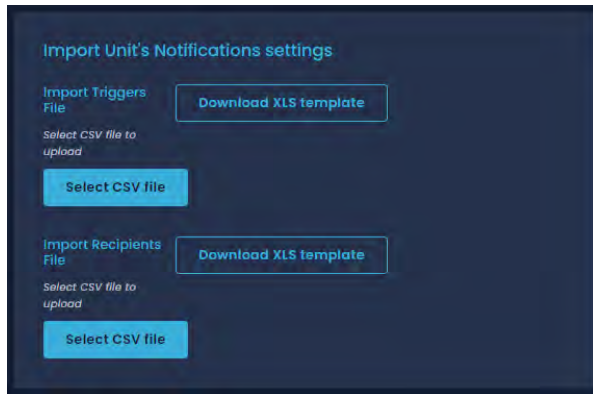 Import Unit's Notifications settings
Import Triggers
File
Download XLS template
Select CSV file to
upload
Select CSV file
Import Recipients
File
Download XLS template
Select CSV file to
upload
Select CSV file